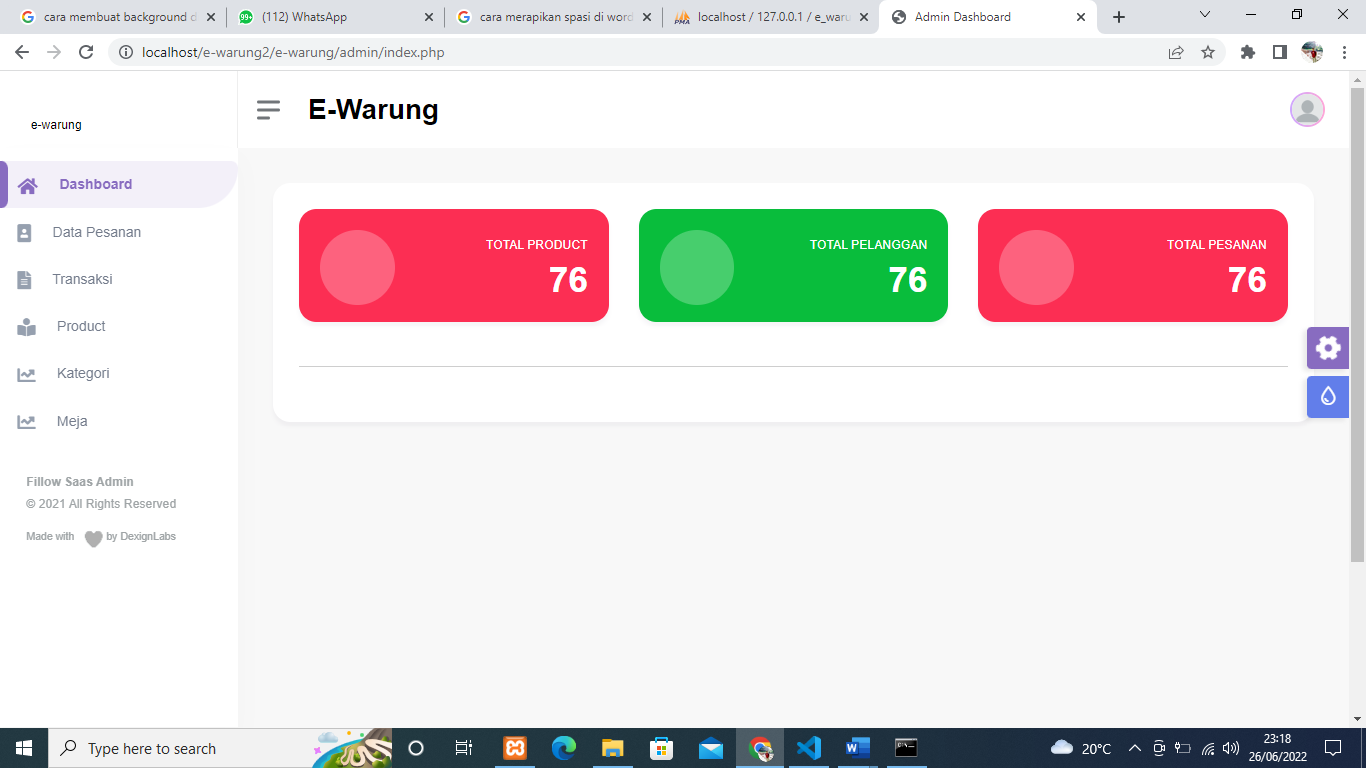 cara membuat background d
99+
(112) WhatsApp
cara merapikan spasi di word
PMA
localhost / 127.0.0.1 / e_waru
Admin Dashboard
localhost/e-warung2/e-warung/admin/index.php
e-warung
E-Warung
Dashboard
Data Pesanan
Transaksi
Product
Kategori
Meja
Fillow Saas Admin
© 2021 All Rights Reserved
Made with by DexignLabs
TOTAL PRODUCT
76
TOTAL PELANGGAN
76
TOTAL PESANAN
76
Type here to search
20°C
23:18
26/06/2022